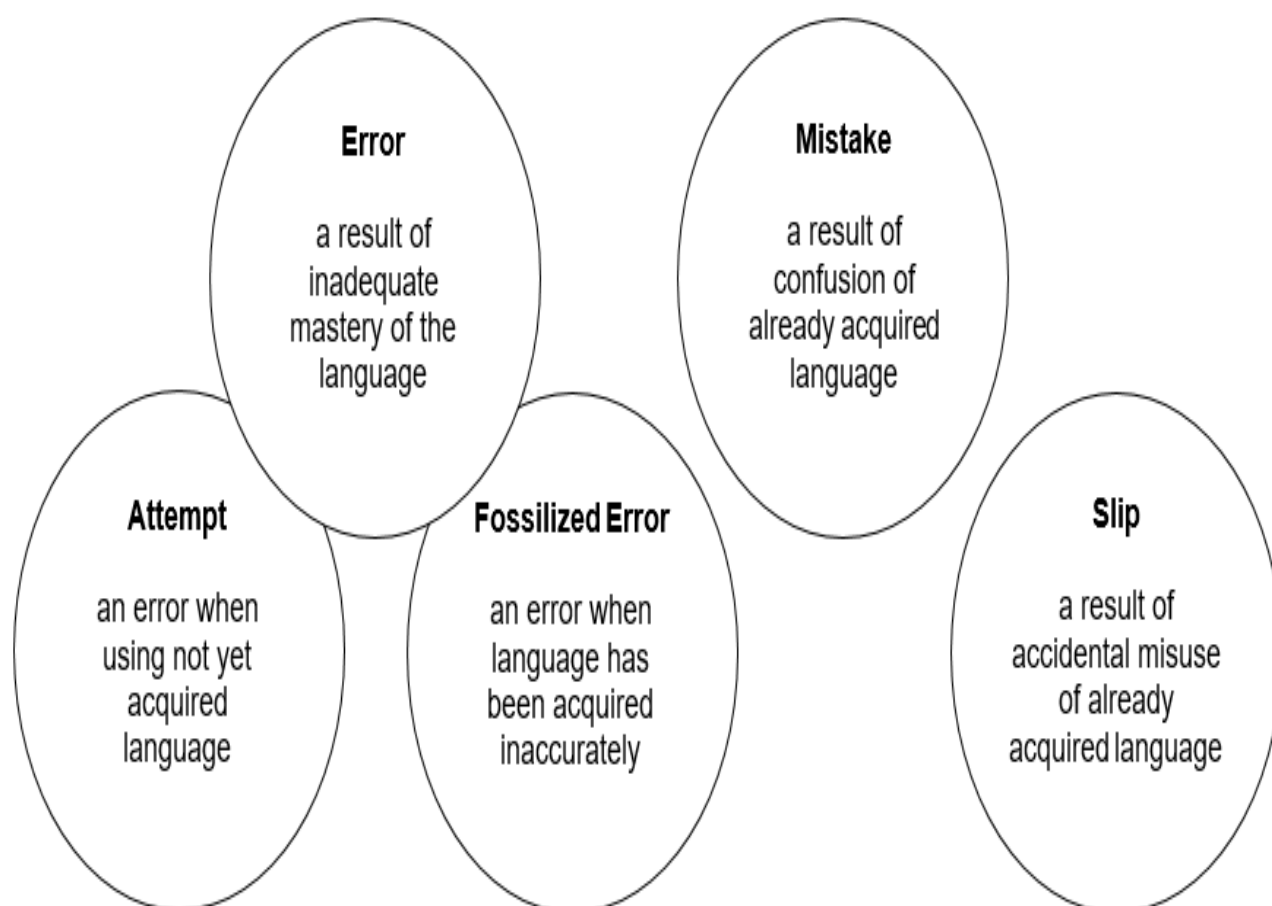 Error
a result of
inadequate
mastery of the
language
Mistake
a result of
confusion of
already acquired
language
Attempt
an error when
using not yet
acquired
language
Fossilized Error
an error when
language has
been acquired
inaccurately
Slip
a result of
accidental misuse
of already
acquired language